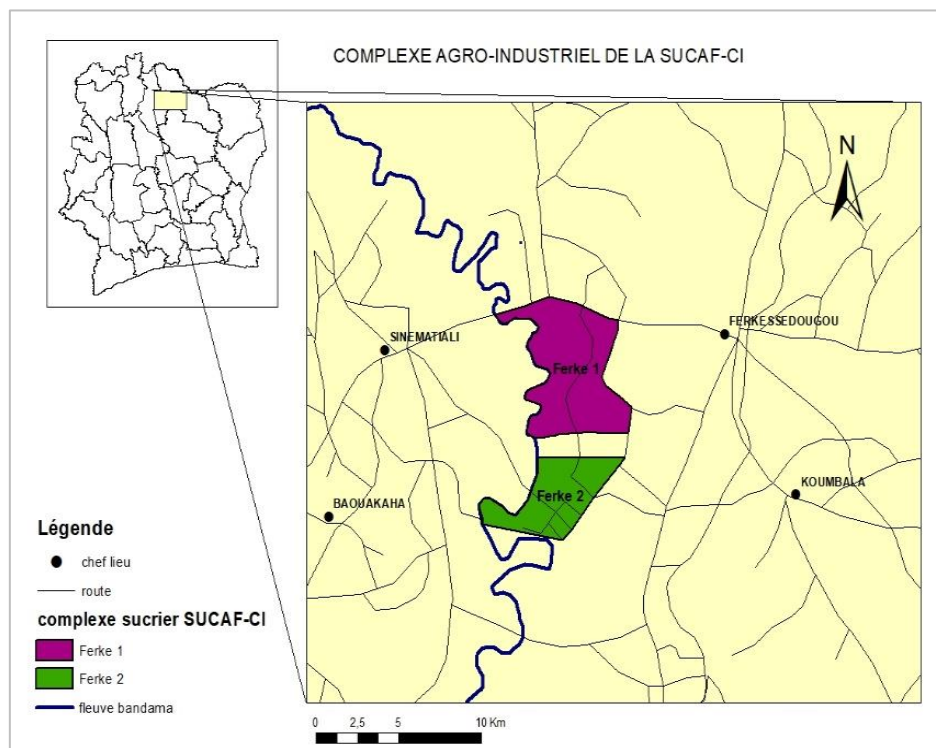 COMPLEXE AGRO-INDUSTRIEL DE LA SUCAF-CI
N
FERKESSEDOUGOU
SINEMATIALI
Ferke 1
KOUMBALA
Ferke 2
BAOUAKAHA
Légende
chef lieu
route
complexe sucrier SUCAF-CI
Ferke 1
Ferke 2
fleuve bandama
0 2,5 5 10 Km